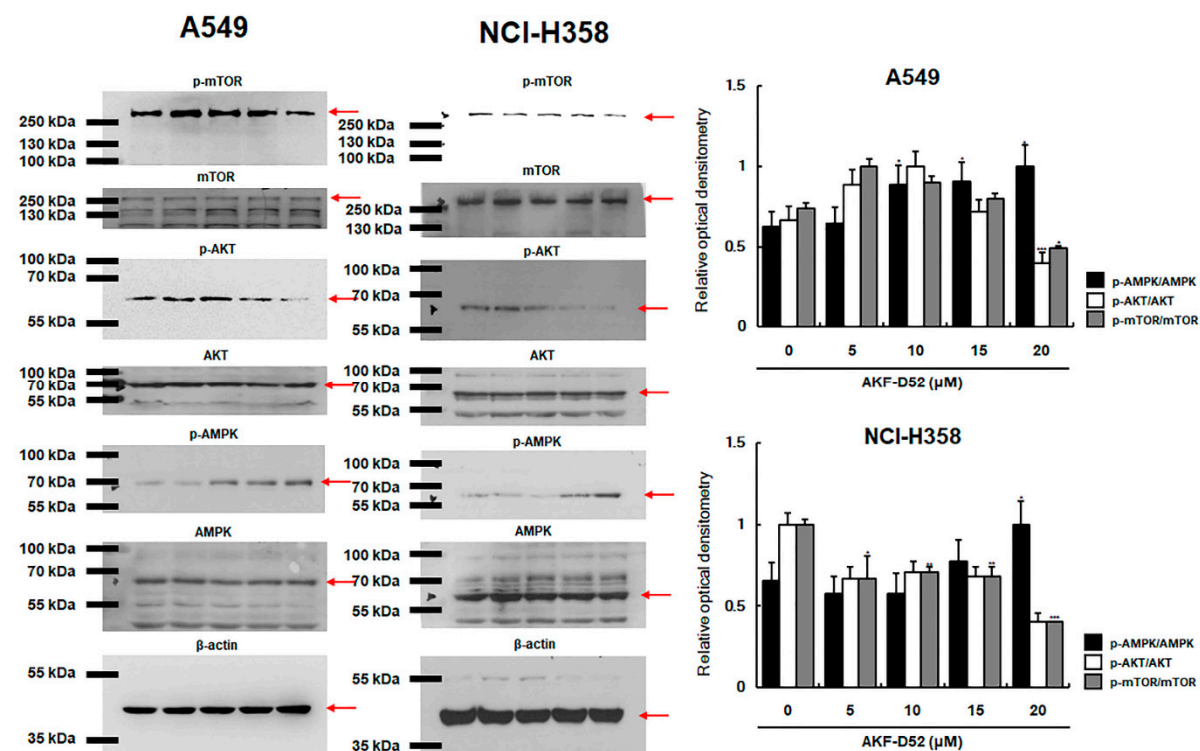 A549
p-mTOR
250 kDa
130 kDa
100 kDa
mTOR
250 kDa
130 kDa
p-AKT
100 kDa
70 kDa
55 kDa
AKT
100 kDa
70 kDa
55 kDa
p-AMPK
100 kDa
70 kDa
55 kDa
AMPK
100 kDa
70 kDa
55 kDa
β-actin
55 kDa
35 kDa
NCI-H358
p-mTOR
250 kDa
130 kDa
100 kDa
mTOR
250 kDa
130 kDa
p-AKT
100 kDa
70 kDa
55 kDa
AKT
100 kDa
70 kDa
55 kDa
p-AMPK
100 kDa
70 kDa
55 kDa
AMPK
100 kDa
70 kDa
55 kDa
β-actin
55 kDa
35 kDa
A549
Relative optical densitometry
1.5
1
0.5
0
* * * *** *
0 5 10 15 20
AKF-D52 (μM)
p-AMPK/AMPK
p-AKT/AKT
p-mTOR/mTOR
NCI-H358
Relative optical densitometry
1.5
1
0.5
0
* ** ** * ***
0 5 10 15 20
AKF-D52 (μM)
p-AMPK/AMPK
p-AKT/AKT
p-mTOR/mTOR